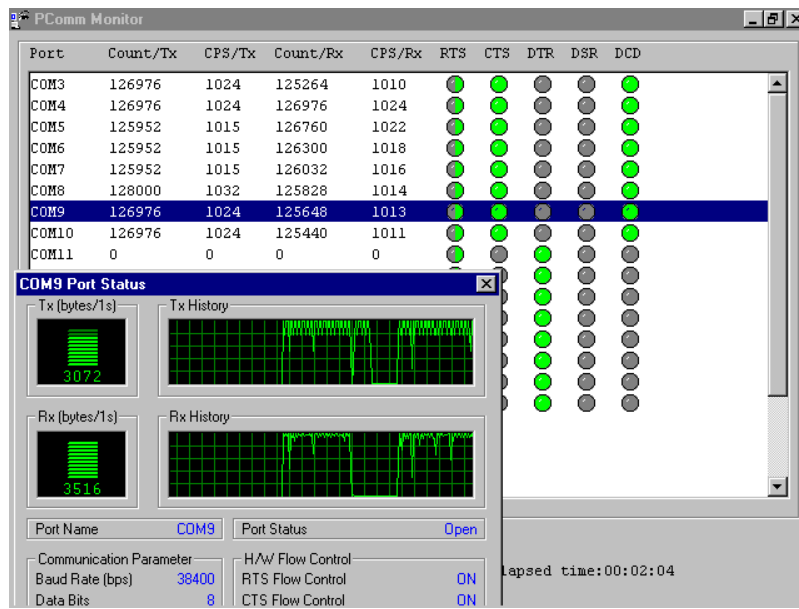 PComm Monitor
Port Count/Tx CPS/Tx Count/Rx CPS/Rx RTS CTS DTR DSR DCD
COM3 126976 1024 125264 1010
COM4 126976 1024 126976 1024
COM5 125952 1015 126760 1022
COM6 125952 1015 126300 1018
COM7 125952 1015 126032 1016
COM8 128000 1032 125828 1014
COM9 126976 1024 125648 1013
COM10 126976 1024 125440 1011
COM11 0 0 0 0
COM9 Port Status
Tx (bytes/1s) Tx History
3072
Rx (bytes/1s) Rx History
3516
Port Name COM9 Port Status Open
Communication Parameter H/W Flow Control
Baud Rate (bps) 38400 RTS Flow Control ON
lapsed time:00:02:04
Data Bits 8 CTS Flow Control ON